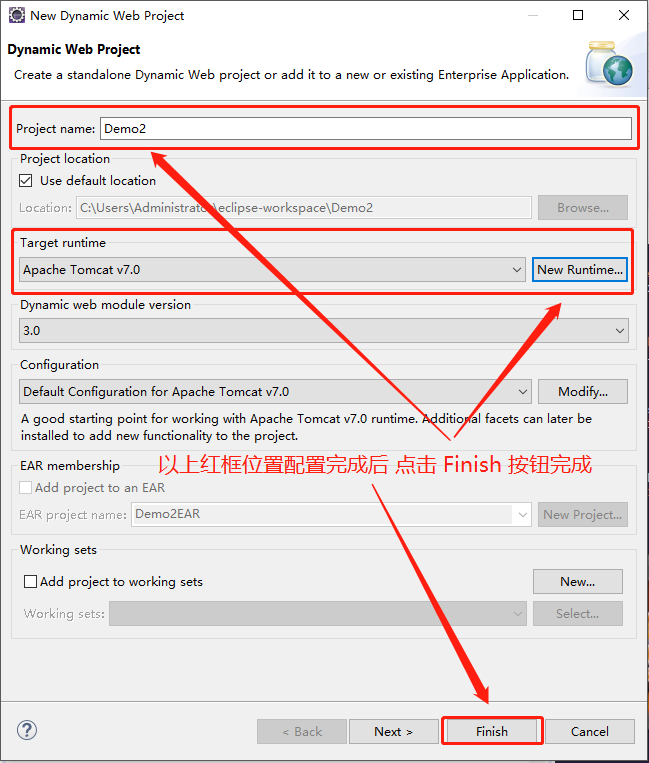 New Dynamic Web Project
Dynamic Web Project
Create a standalone Dynamic Web project or add it to a new or existing Enterprise Application.
Project name: Demo2
Project location
Use default location
Location: C:\Users\Administrator\eclipse-workspace\Demo2 Browse...
Target runtime
Apache Tomcat v7.0 New Runtime...
Dynamic web module version
3.0
Configuration
Default Configuration for Apache Tomcat v7.0 Modify...
A good starting point for working with Apache Tomcat v7.0 runtime. Additional facets can later be
installed to add new functionality to the project.
EAR membership
以上红框位置配置完成后 点击 Finish 按钮完成
Add project to an EAR
EAR project name: Demo2EAR New Project...
Working sets
Add project to working sets New...
Working sets: Select...
? < Back Next > Finish Cancel